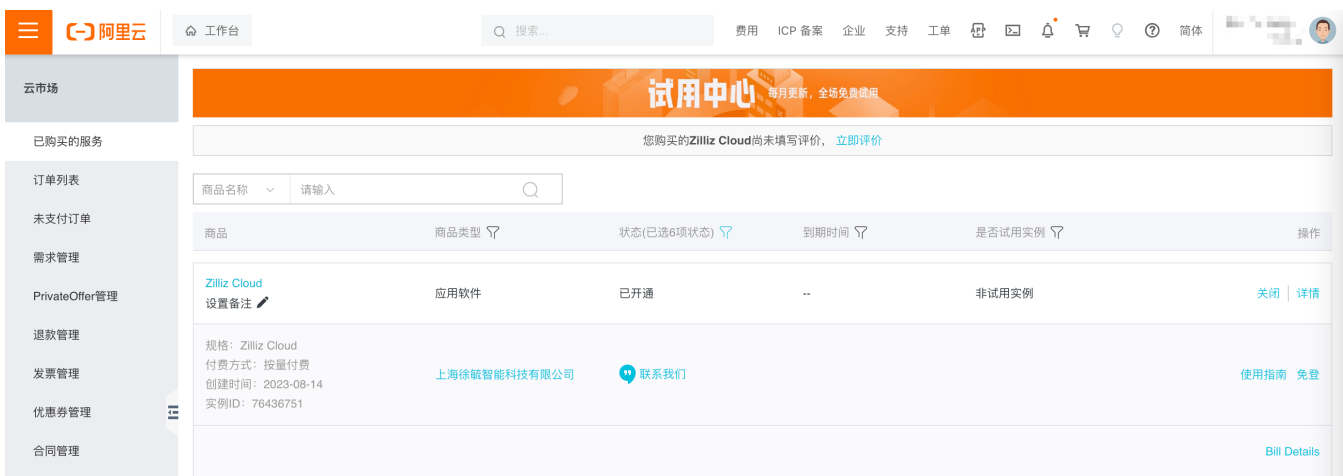 阿里云
工作台
搜索...
费用 ICP 备案 企业 支持 工单 简体
云市场
已购买的服务
订单列表
未支付订单
需求管理
PrivateOffer管理
退款管理
发票管理
优惠券管理
合同管理
试用中心 每月更新，全场免费试用
您购买的Zilliz Cloud尚未填写评价， 立即评价
商品名称 请输入
商品 商品类型 状态(已选6项状态) 到期时间 是否试用实例 操作
Zilliz Cloud
设置备注
应用软件 已开通 -- 非试用实例 关闭 详情
规格：Zilliz Cloud
付费方式：按量付费
创建时间：2023-08-14
实例ID：76436751
上海徐毓智能科技有限公司 联系我们 使用指南 免登
Bill Details